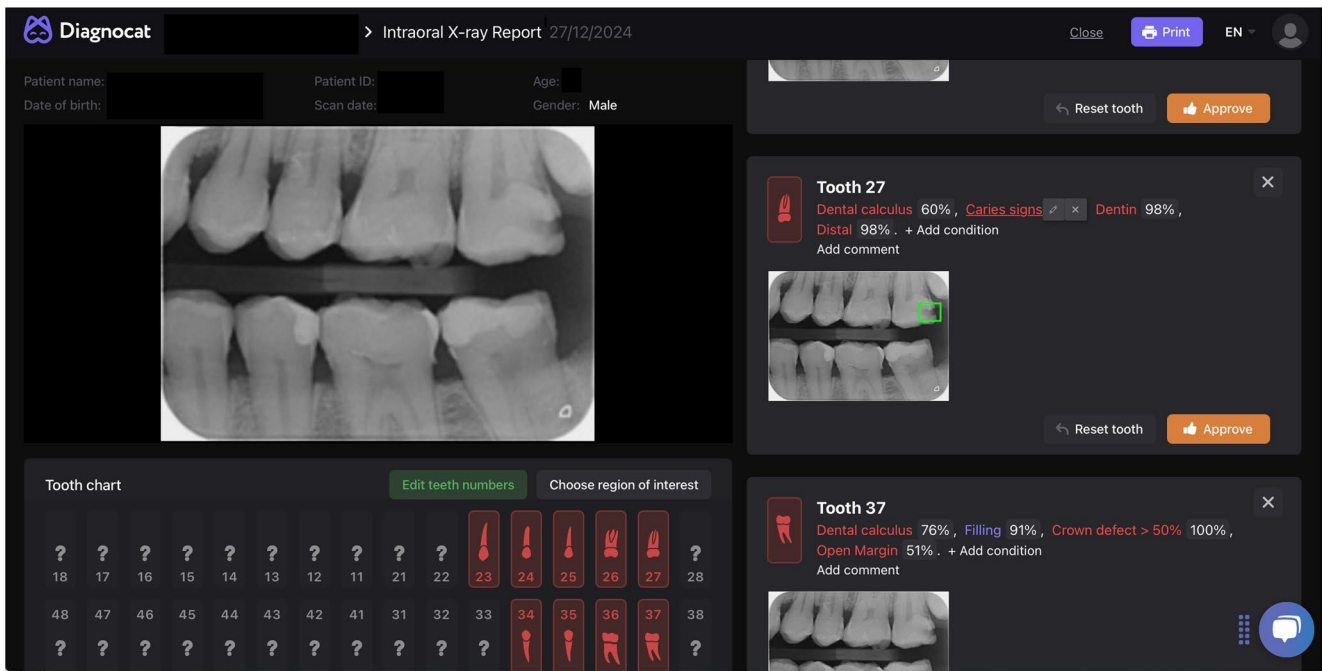 Diagnocat > Intraoral X-ray Report 27/12/2024 Close Print EN
Patient name: Patient ID: Age:
Date of birth: Scan date: Gender: Male
Tooth chart Edit teeth numbers Choose region of interest
? ? ? ? ? ? ? ? ? ? ?
18 17 16 15 14 13 12 11 21 22 23 24 25 26 27 28
48 47 46 45 44 43 42 41 31 32 33 34 35 36 37 38
? ? ? ? ? ? ? ? ? ? ? ?
Reset tooth Approve
Tooth 27
Dental calculus 60% , Caries signs Dentin 98% ,
Distal 98% . + Add condition
Add comment
Reset tooth Approve
Tooth 37
Dental calculus 76% , Filling 91% , Crown defect > 50% 100% ,
Open Margin 51% . + Add condition
Add comment